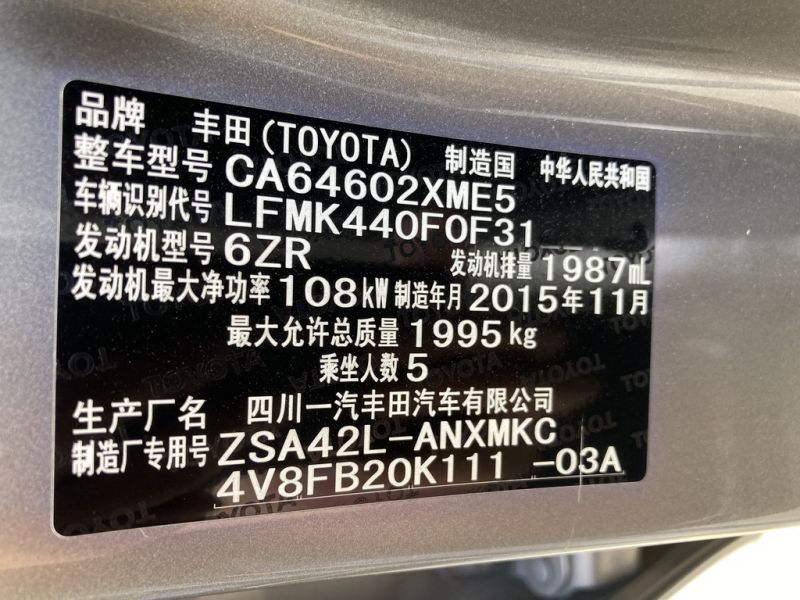 品牌 丰田(TOYOTA) 制造国 中华人民共和国
整车型号 CA64602XME5
车辆识别代号 LFMK440F0F31
发动机型号 6ZR 发动机排量 1987mL
发动机最大净功率 108kW 制造年月 2015年11月
最大允许总质量 1995kg
乘坐人数 5
生产厂名 四川一汽丰田汽车有限公司
制造厂专用号 ZSA42L-ANXMKC
4V8FB20K111 -03A